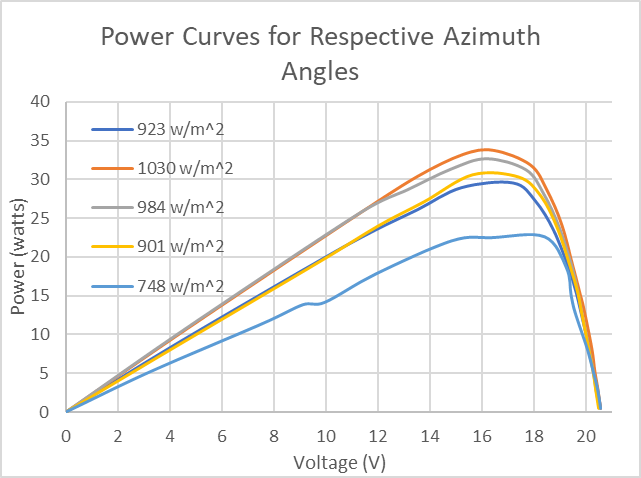 Power Curves for Respective Azimuth
Angles
40
35
30
25
20
15
10
5
0
923 w/m^2
1030 w/m^2
984 w/m^2
901 w/m^2
748 w/m^2
Power (watts)
0 2 4 6 8 10 12 14 16 18 20
Voltage (V)